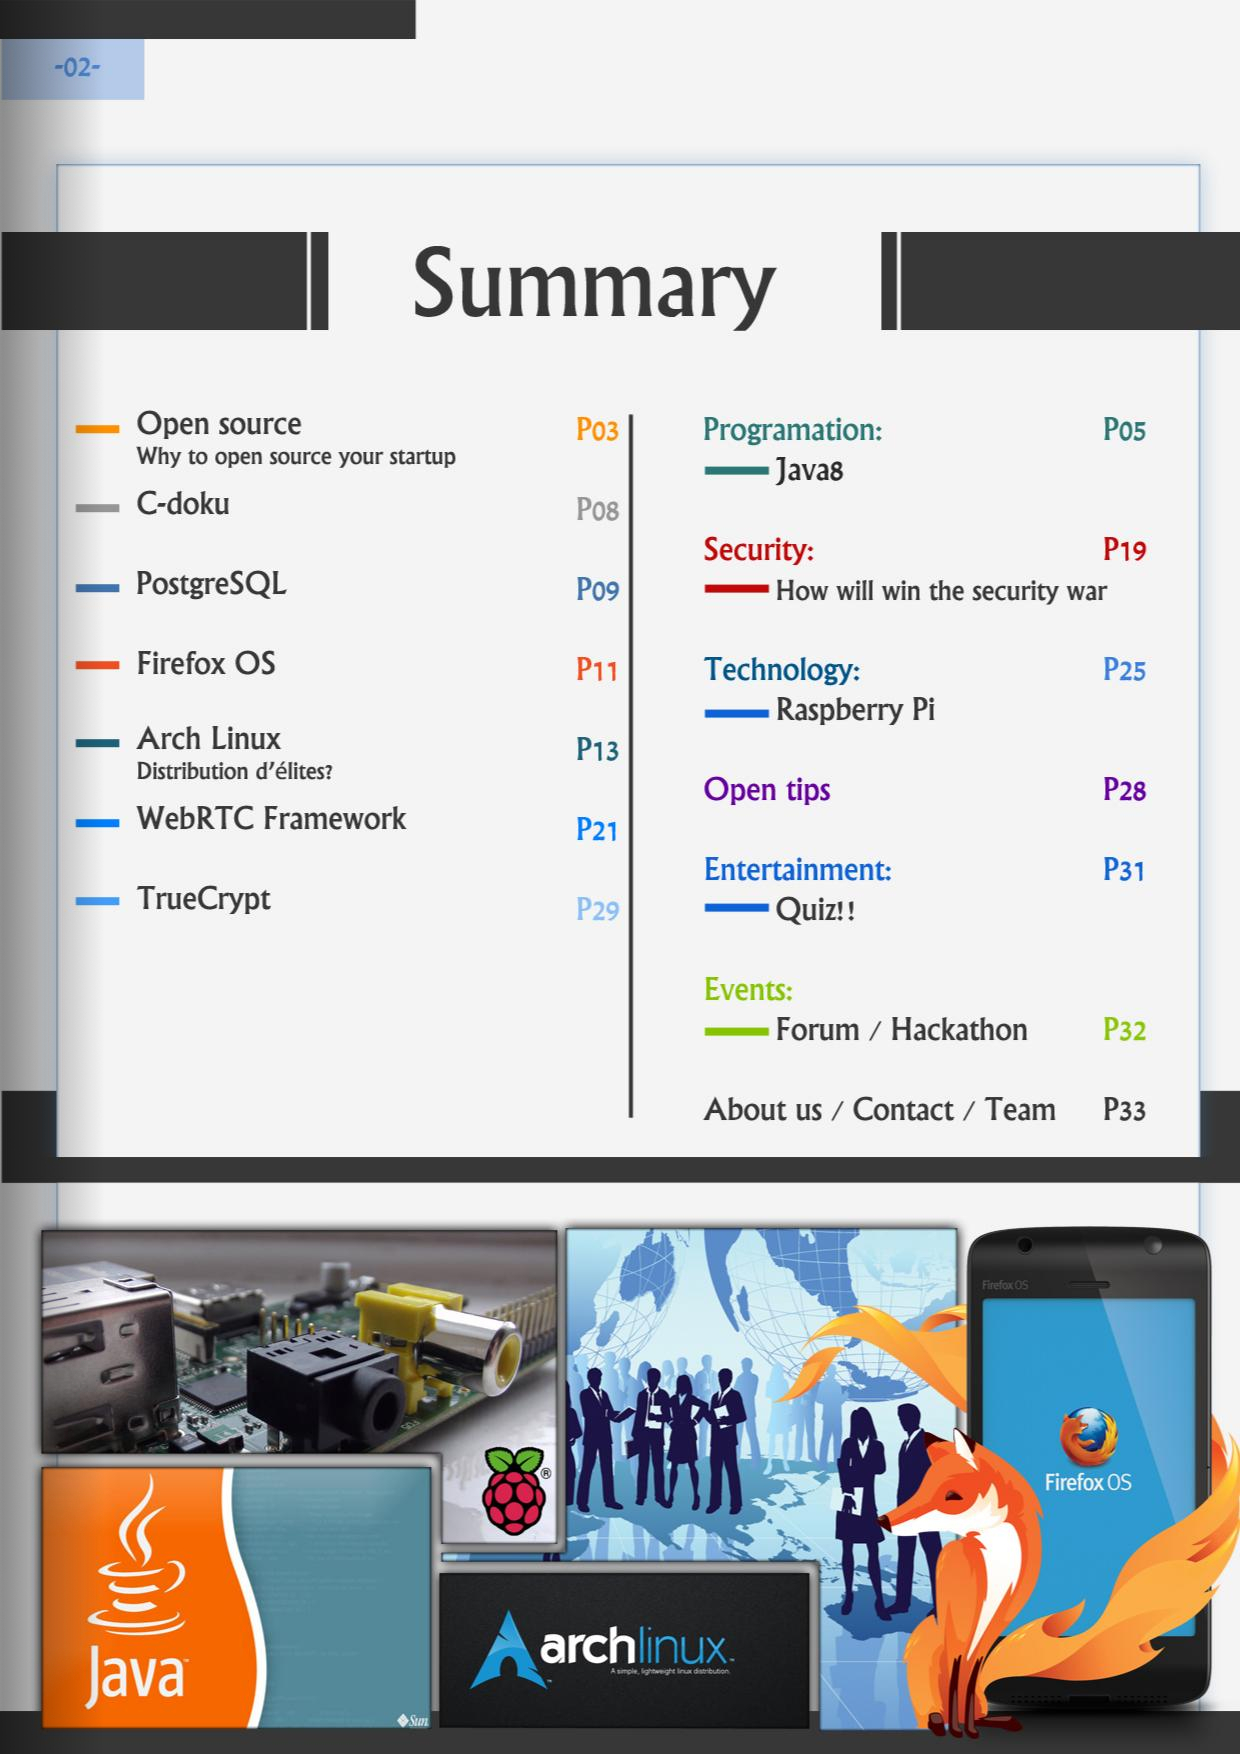 -02-
Summary
Open source P03
Why to open source your startup
C-doku P08
PostgreSQL P09
Firefox OS P11
Arch Linux P13
Distribution d'élites?
WebRTC Framework P21
TrueCrypt P29
Programation: P05
Java8
Security: P19
How will win the security war
Technology: P25
Raspberry Pi
Open tips P28
Entertainment: P31
Quiz!!
Events:
Forum / Hackathon P32
About us / Contact / Team P33
Firefox OS
Firefox OS
®
Java™
Sun
archlinux™
A simple, lightweight linux distribution.